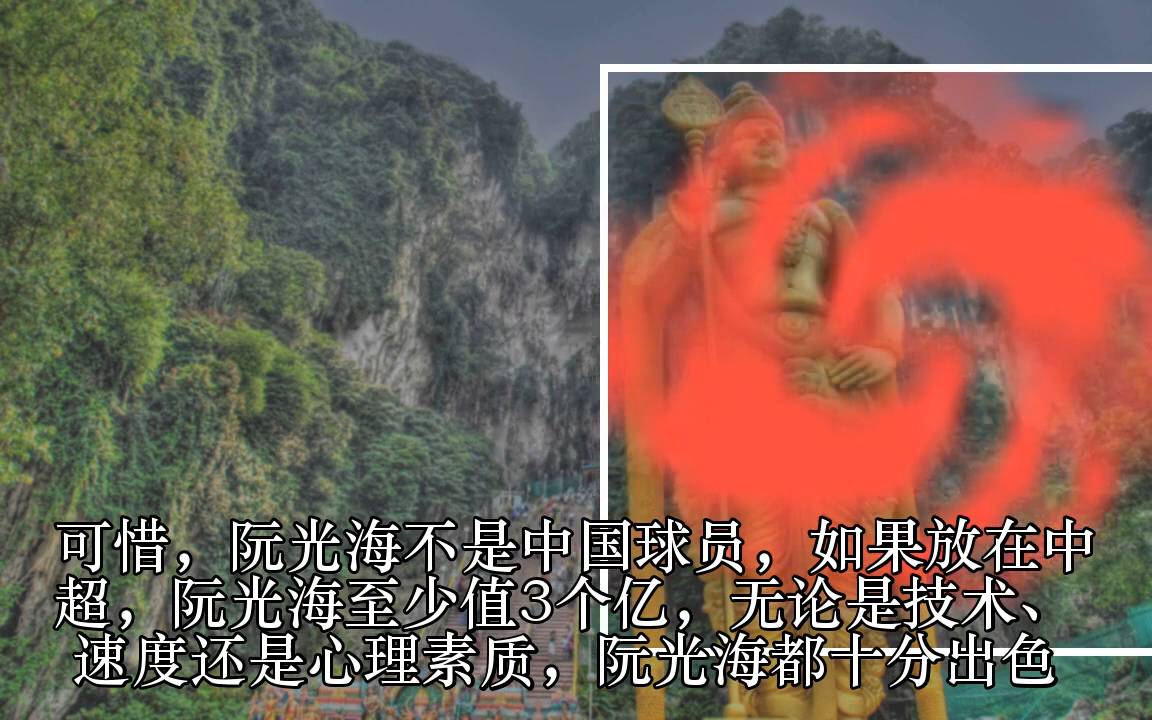 可惜，阮光海不是中国球员，如果放在中
超，阮光海至少值3个亿，无论是技术、
速度还是心理素质，阮光海都十分出色